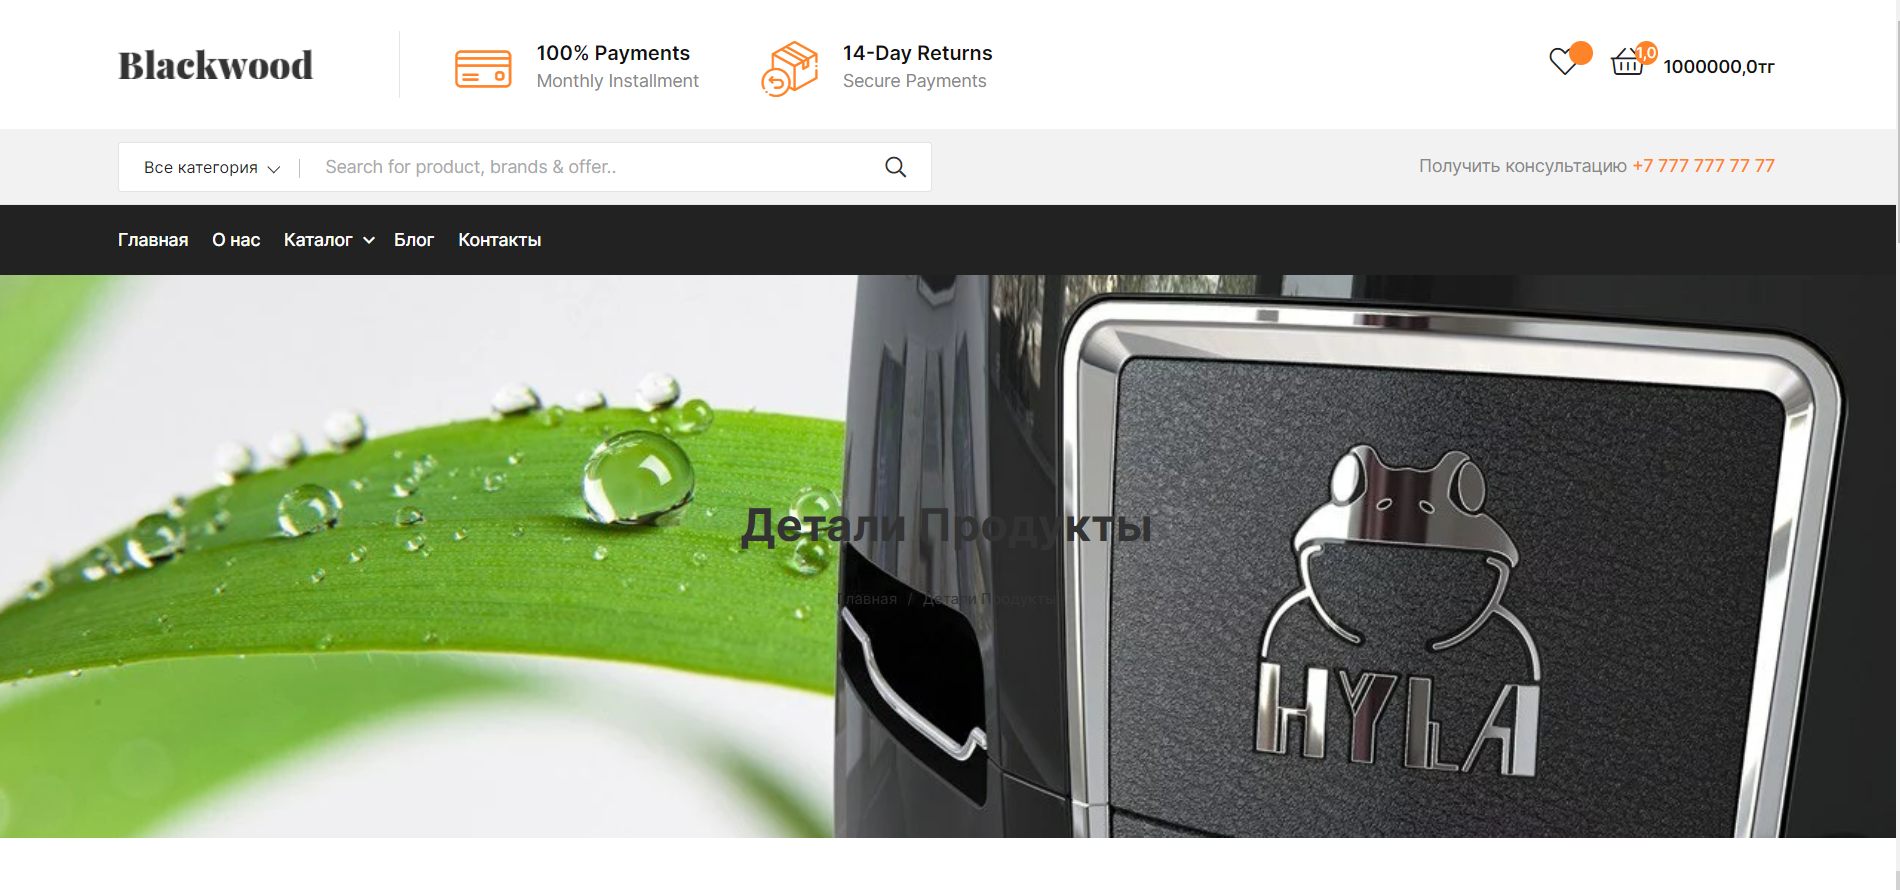 Blackwood
100% Payments
Monthly Installment
14-Day Returns
Secure Payments
1,0
1000000,0тг
Все категория
Search for product, brands & offer..
Получить консультацию +7 777 777 77 77
Главная О нас Каталог Блог Контакты
Детали Продукты
Главная / Детали Продукты
HYLA